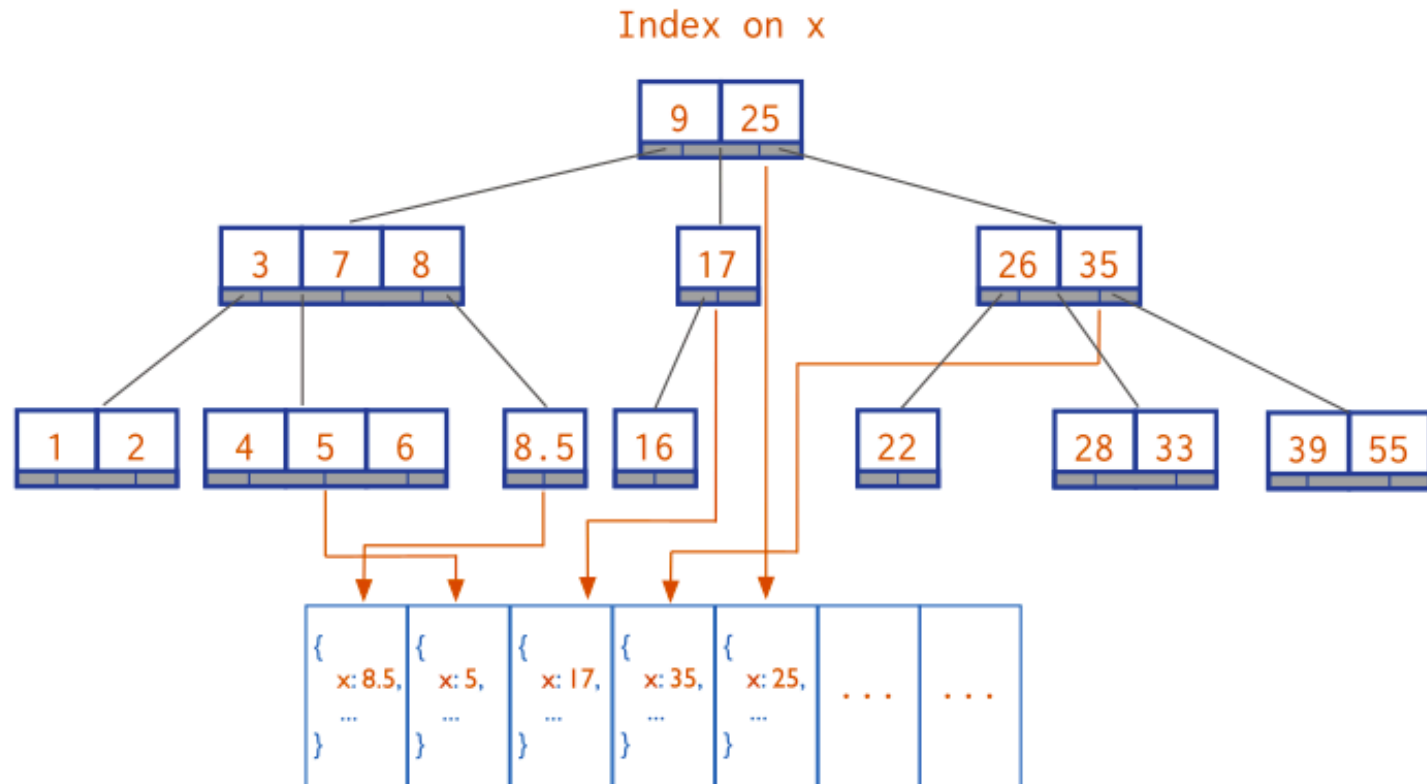 Index on x
9 25
3 7 8 17 26 35
1 2 4 5 6 8.5 16 22 28 33 39 55
{ { { { {
x: 8.5, x: 5, x: 17, x: 35, x: 25, ... ...
... ... ... ... ...
} } } } }